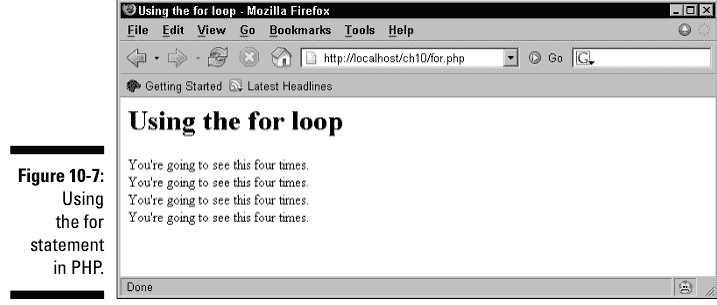 Using the for loop - Mozilla Firefox
File Edit View Go Bookmarks Tools Help
http://localhost/ch10/for.php Go G
Getting Started Latest Headlines
Using the for loop
You're going to see this four times.
You're going to see this four times.
You're going to see this four times.
You're going to see this four times.
Done
Figure 10-7:
Using
the for
statement
in PHP.